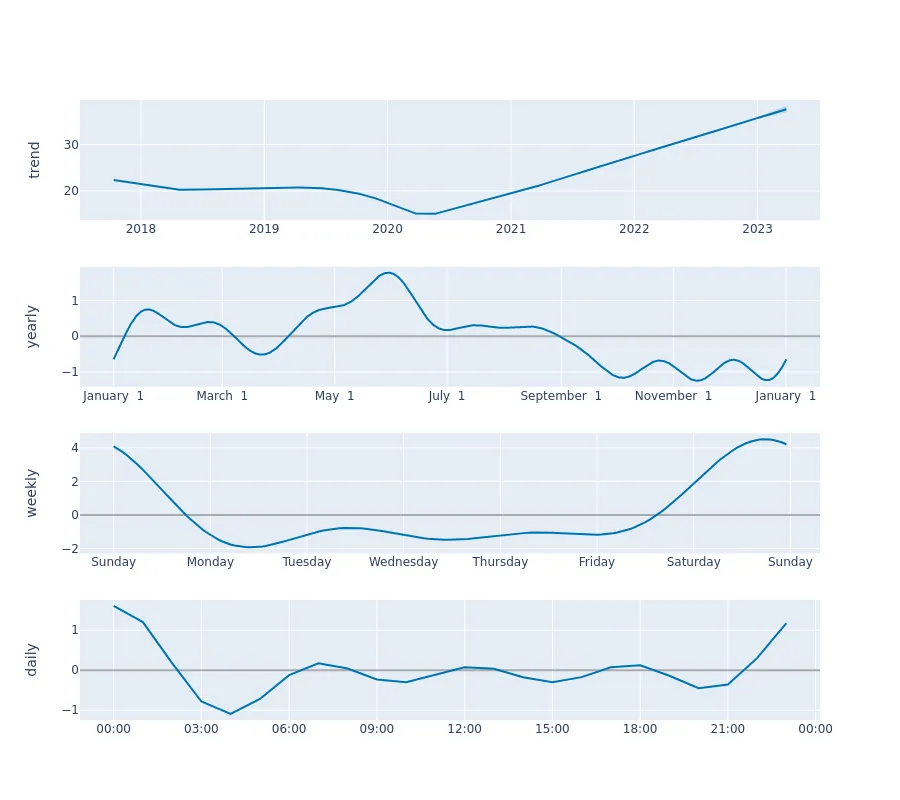 trend
30
20
2018 2019 2020 2021 2022 2023
yearly
1
0
−1
January 1 March 1 May 1 July 1 September 1 November 1 January 1
weekly
4
2
0
−2
Sunday Monday Tuesday Wednesday Thursday Friday Saturday Sunday
daily
1
0
−1
00:00 03:00 06:00 09:00 12:00 15:00 18:00 21:00 00:00